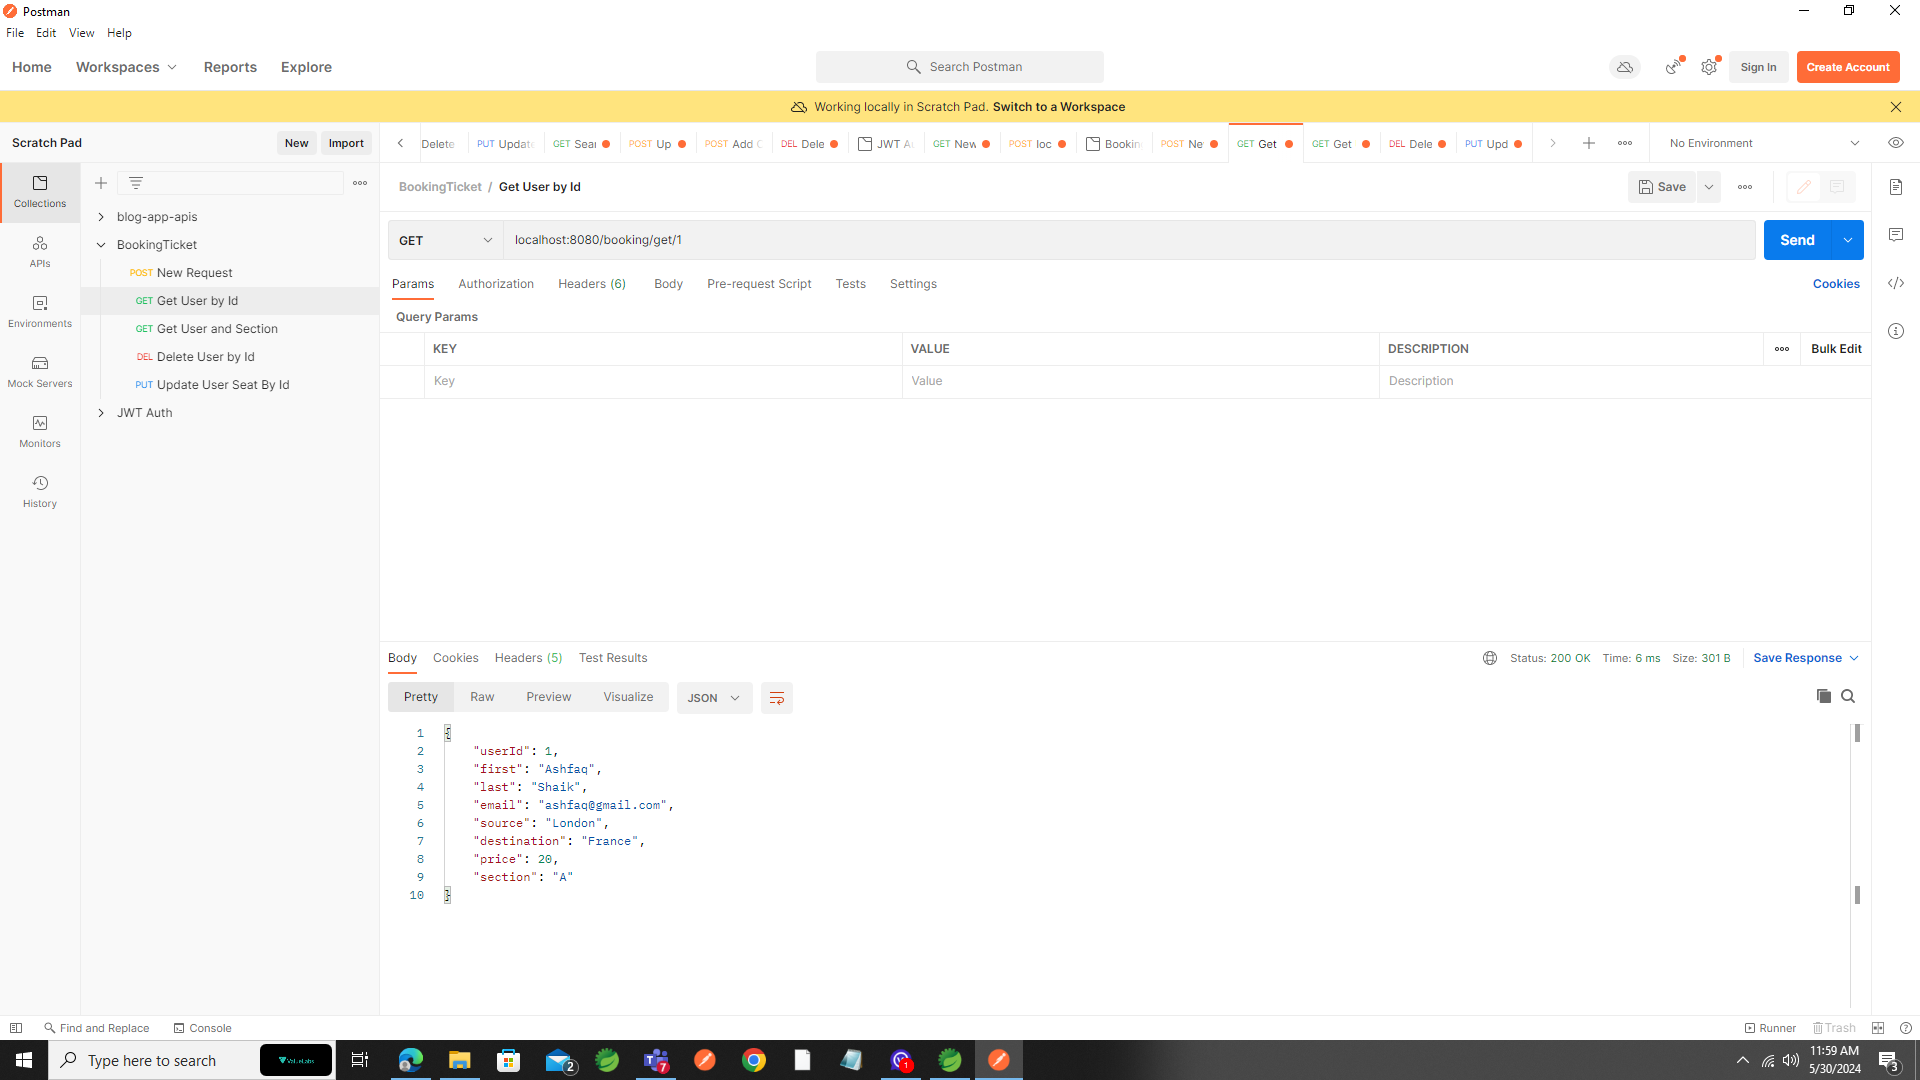 Postman
File Edit View Help
Home Workspaces Reports Explore
Search Postman
Sign In Create Account
Working locally in Scratch Pad. Switch to a Workspace
Scratch Pad New Import
Delete PUT Update GET Sear POST Up POST Add C DEL Dele JWT A GET New POST loc Bookin POST Ne GET Get GET Get DEL Dele PUT Upd
No Environment
Collections
APIs
Environments
Mock Servers
Monitors
History
blog-app-apis
BookingTicket
POST New Request
GET Get User by Id
GET Get User and Section
DEL Delete User by Id
PUT Update User Seat By Id
JWT Auth
BookingTicket / Get User by Id
Save
GET localhost:8080/booking/get/1 Send
Params Authorization Headers (6) Body Pre-request Script Tests Settings Cookies
Query Params
KEY VALUE DESCRIPTION Bulk Edit
Key Value Description
Body Cookies Headers (5) Test Results Status: 200 OK Time: 6 ms Size: 301 B Save Response
Pretty Raw Preview Visualize JSON
1 {
2 "userId": 1,
3 "first": "Ashfaq",
4 "last": "Shaik",
5 "email": "ashfaq@gmail.com",
6 "source": "London",
7 "destination": "France",
8 "price": 20,
9 "section": "A"
10 }
Find and Replace Console Runner Trash
Type here to search ValueLabs 2 7 1 3
11:59 AM
5/30/2024